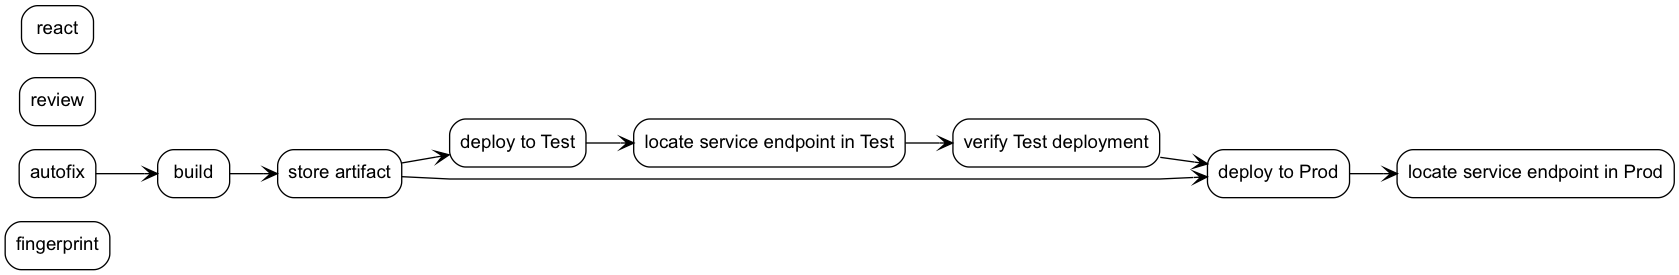 react
review
autofix
build
store artifact
deploy to Test
locate service endpoint in Test
verify Test deployment
deploy to Prod
locate service endpoint in Prod
fingerprint